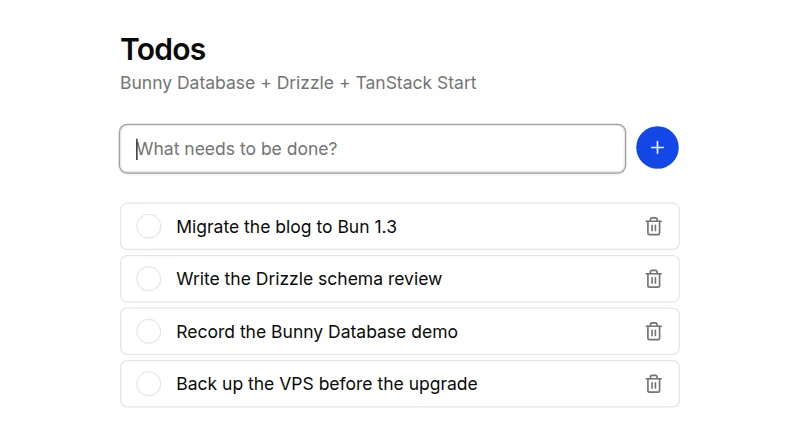 Todos
Bunny Database + Drizzle + TanStack Start
What needs to be done?
Migrate the blog to Bun 1.3
Write the Drizzle schema review
Record the Bunny Database demo
Back up the VPS before the upgrade